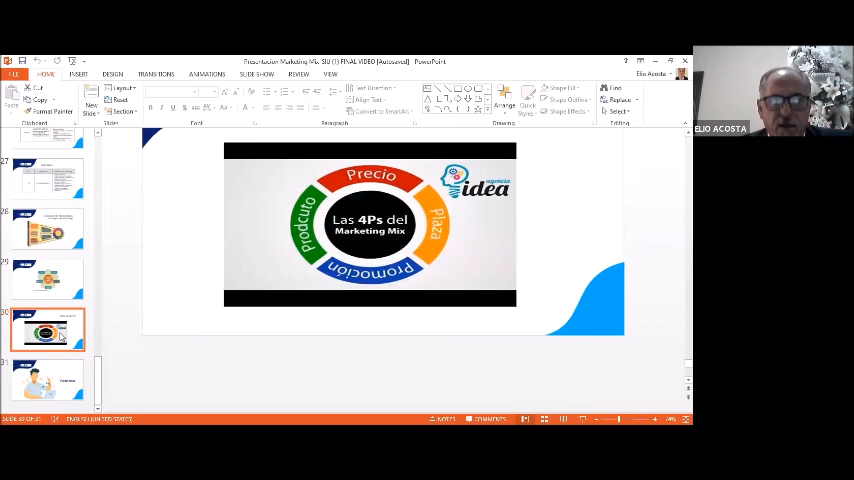 Presentacion Marketing Mix SIU (1) FINAL VIDEO [Autosaved] - PowerPoint
FILE HOME INSERT DESIGN TRANSITIONS ANIMATIONS SLIDE SHOW REVIEW VIEW Elio Acosta
Paste
Cut
Copy
Format Painter
Clipboard
New
Slide
Layout
Reset
Section
Slides
Font
Text Direction
Align Text
Convert to SmartArt
Paragraph
Arrange
Quick
Styles
Shape Fill
Shape Outline
Shape Effects
Drawing
Find
Replace
Select
Editing
ELIO ACOSTA
27
28
29
30
31
Precio
Plaza
Promoción
Prodcuto
Las 4Ps del
Marketing Mix
agencia
idea
SLIDE 30 OF 31 ENGLISH (UNITED STATES) NOTES COMMENTS 74%